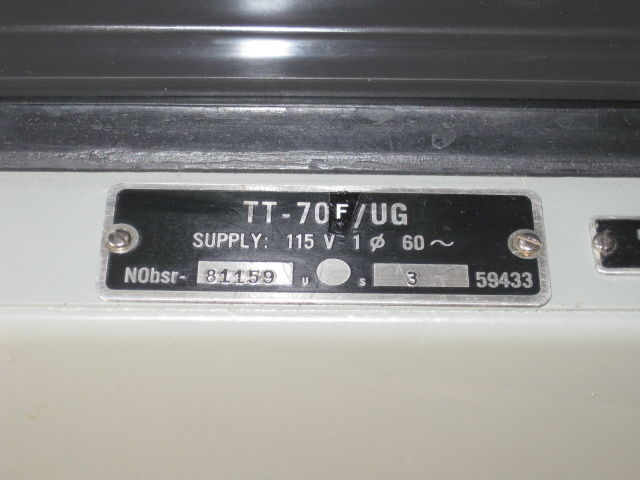 TT-70F/UG
SUPPLY: 115 V 1 ø 60~
NObsr- 81159 U S 3 59433